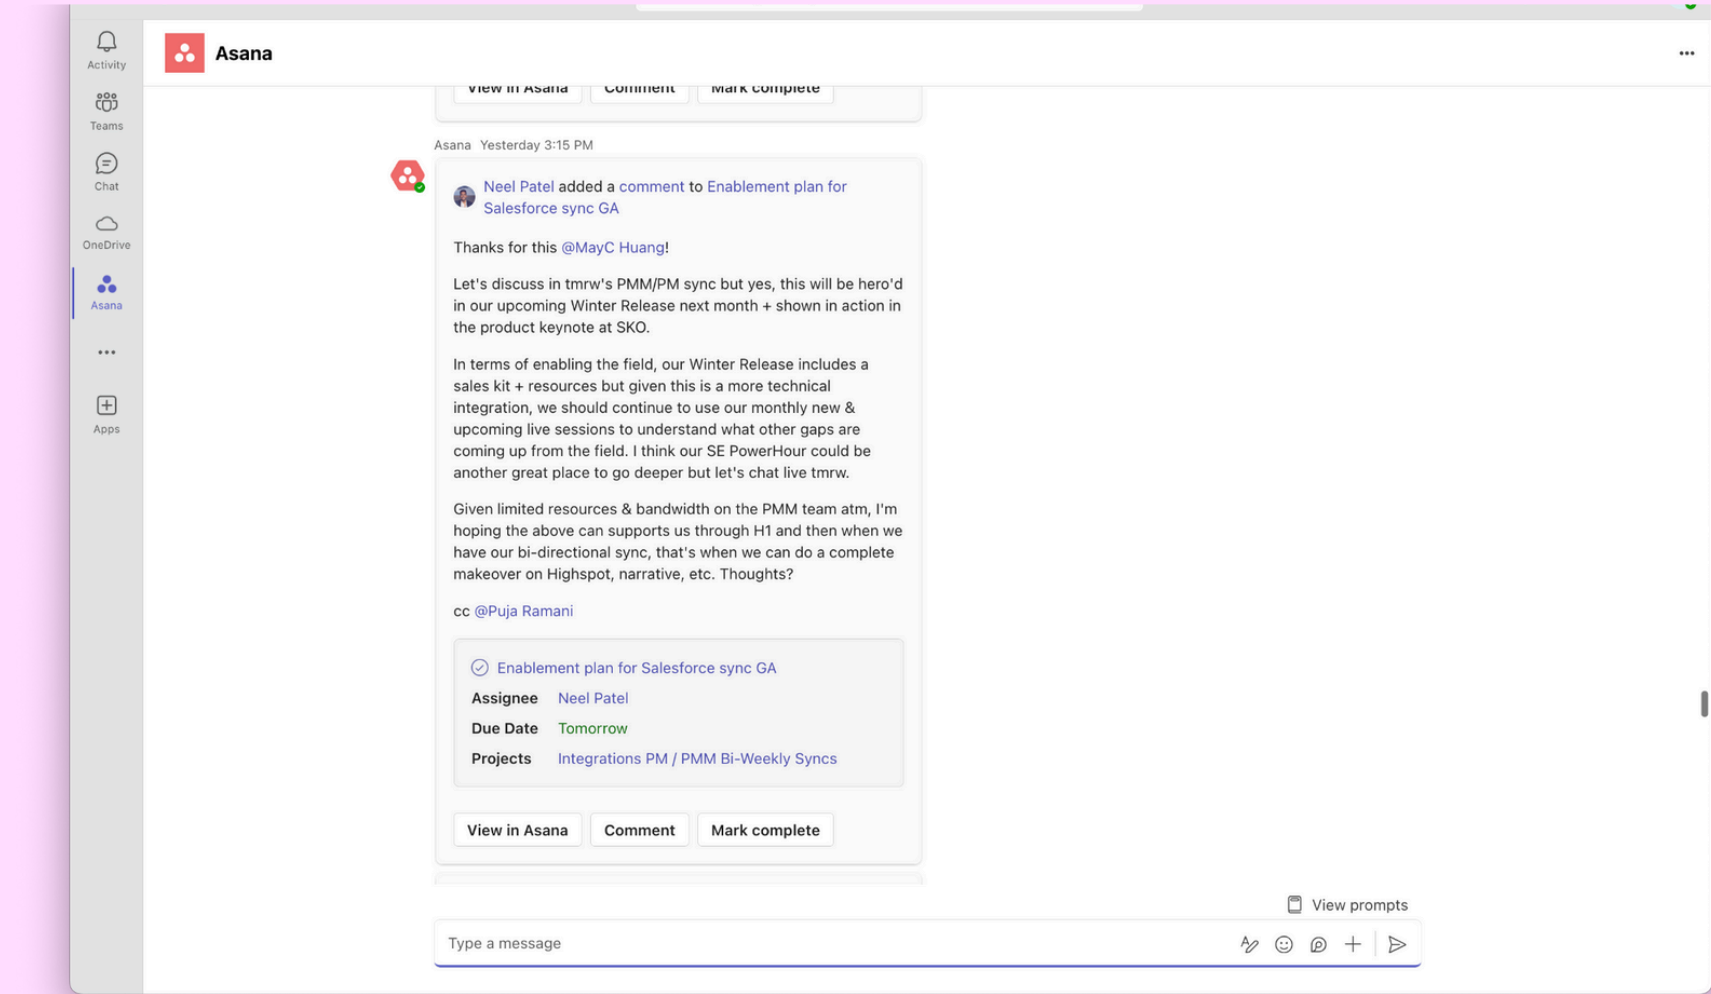 Activity
Teams
Chat
OneDrive
Asana
Apps
Asana
View in Asana Comment Mark complete
Asana Yesterday 3:15 PM
Neel Patel added a comment to Enablement plan for
Salesforce sync GA
Thanks for this @MayC Huang!
Let's discuss in tmrw's PMM/PM sync but yes, this will be hero'd
in our upcoming Winter Release next month + shown in action in
the product keynote at SKO.
In terms of enabling the field, our Winter Release includes a
sales kit + resources but given this is a more technical
integration, we should continue to use our monthly new &
upcoming live sessions to understand what other gaps are
coming up from the field. I think our SE PowerHour could be
another great place to go deeper but let's chat live tmrw.
Given limited resources & bandwidth on the PMM team atm, I'm
hoping the above can supports us through H1 and then when we
have our bi-directional sync, that's when we can do a complete
makeover on Highspot, narrative, etc. Thoughts?
cc @Puja Ramani
Enablement plan for Salesforce sync GA
Assignee Neel Patel
Due Date Tomorrow
Projects Integrations PM / PMM Bi-Weekly Syncs
View in Asana Comment Mark complete
View prompts
Type a message